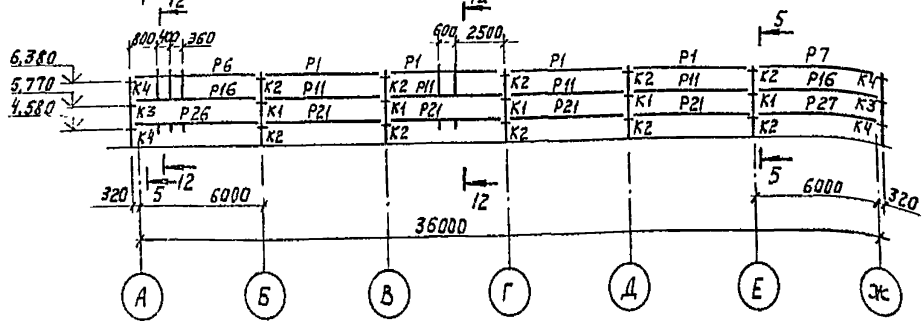 12 12
5
800 400 360 600 2500
6,380 Р6 Р1 Р1 Р1 Р1 Р7
5,770 К4 Р16 К2 Р11 К2 Р11 К2 Р11 К2 Р11 К2 Р16 К4
4,580 К3 Р26 К1 Р21 К1 Р21 К1 Р21 К1 Р21 К1 Р27 К3
К4 К2 К2 К2 К2 К2 К4
12 5
5 12
320 6000 6000 320
36000
А Б В Г Д Е Ж